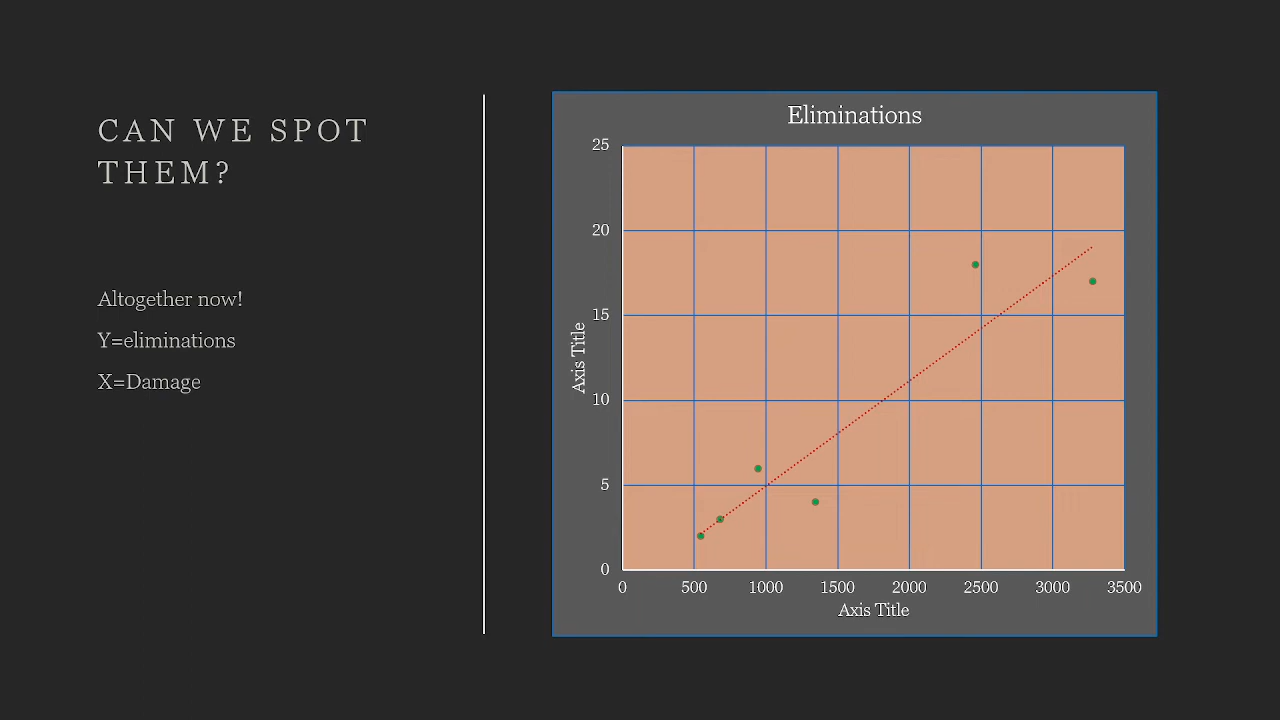 CAN WE SPOT
THEM?
Altogether now!
Y=eliminations
X=Damage
Eliminations
25
20
15
10
5
0
Axis Title
0 500 1000 1500 2000 2500 3000 3500
Axis Title